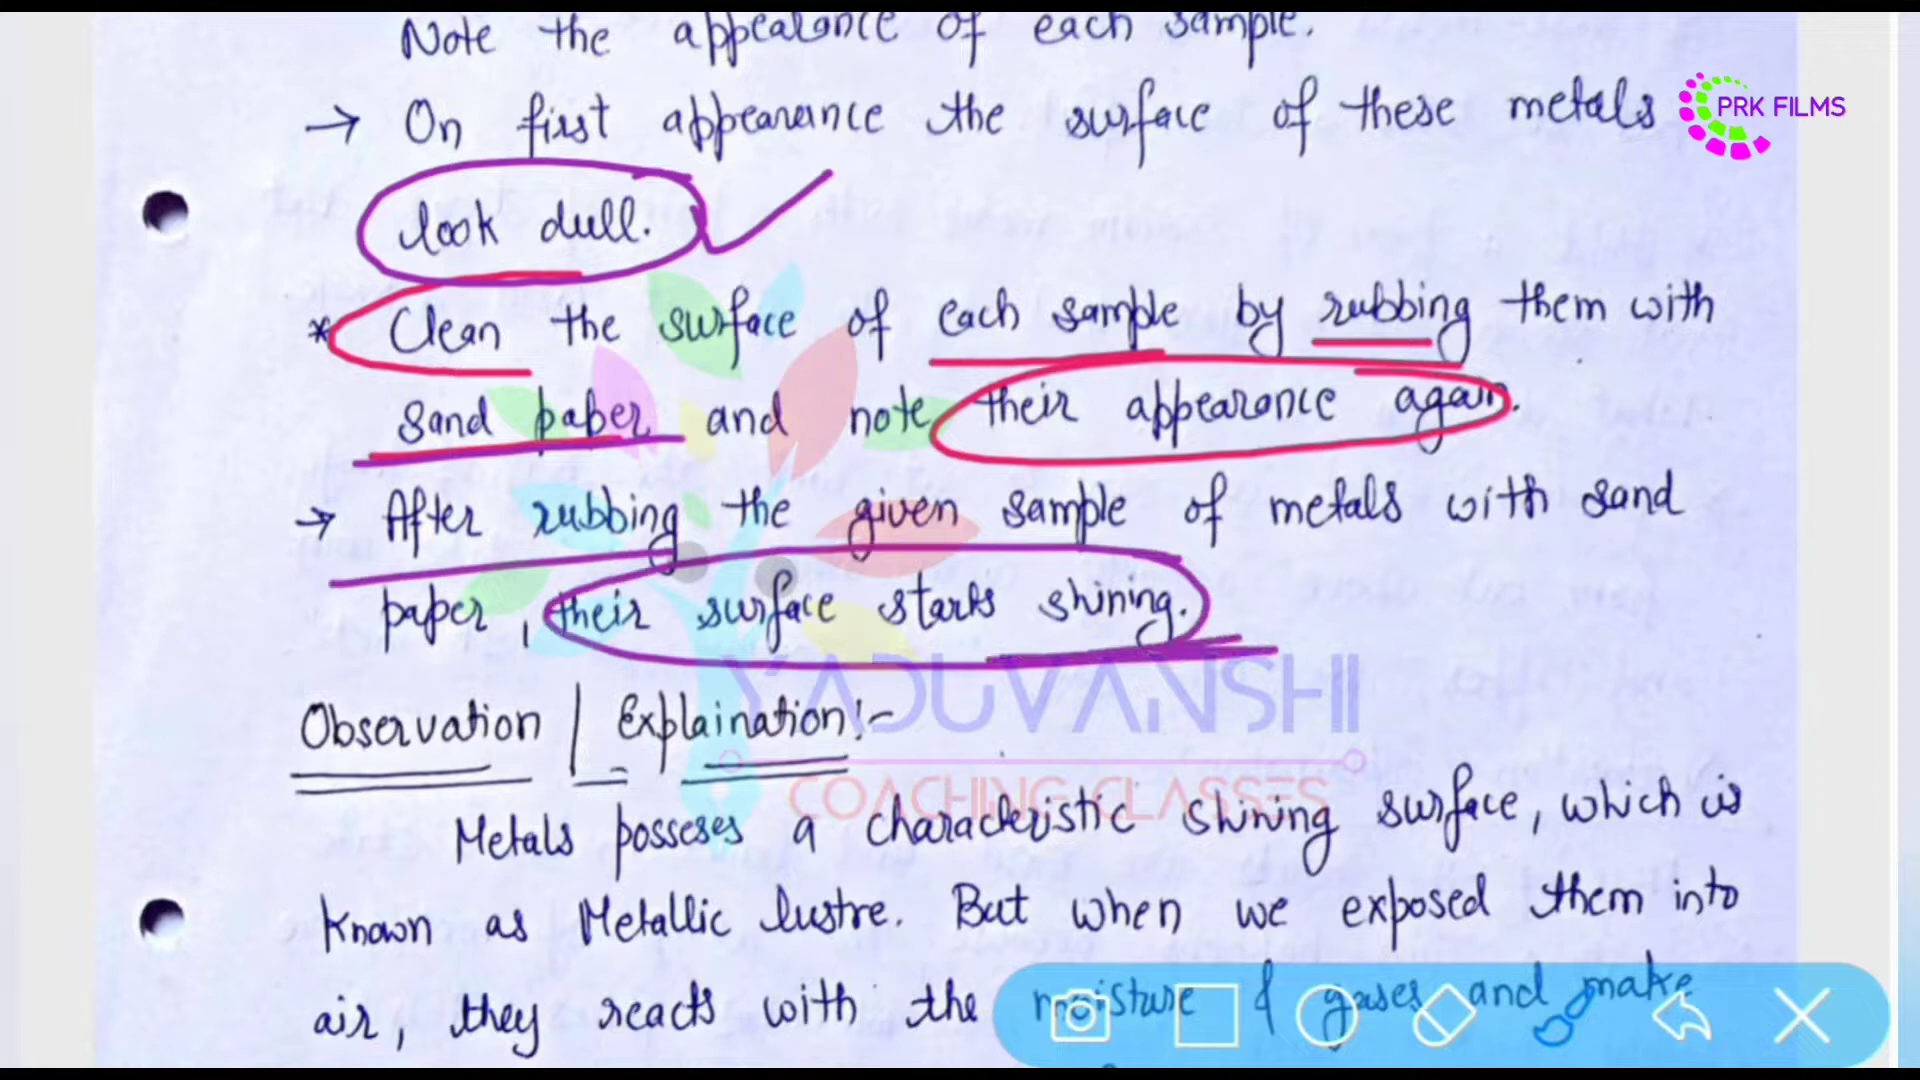 Note the appearance of each sample.
→ On first appearance the surface of these metals
PRK FILMS
look dull.
* Clean the surface of each sample by rubbing them with
sand paper and note their appearance again.
→ After rubbing the given sample of metals with sand
paper, their surface starts shining.
YADUVANSHI
COACHING CLASSES
Observation | Explaination:-
Metals posseses a characteristic shining surface, which is
known as Metallic lustre. But when we exposed them into
air, they reacts with the moisture & gases and make